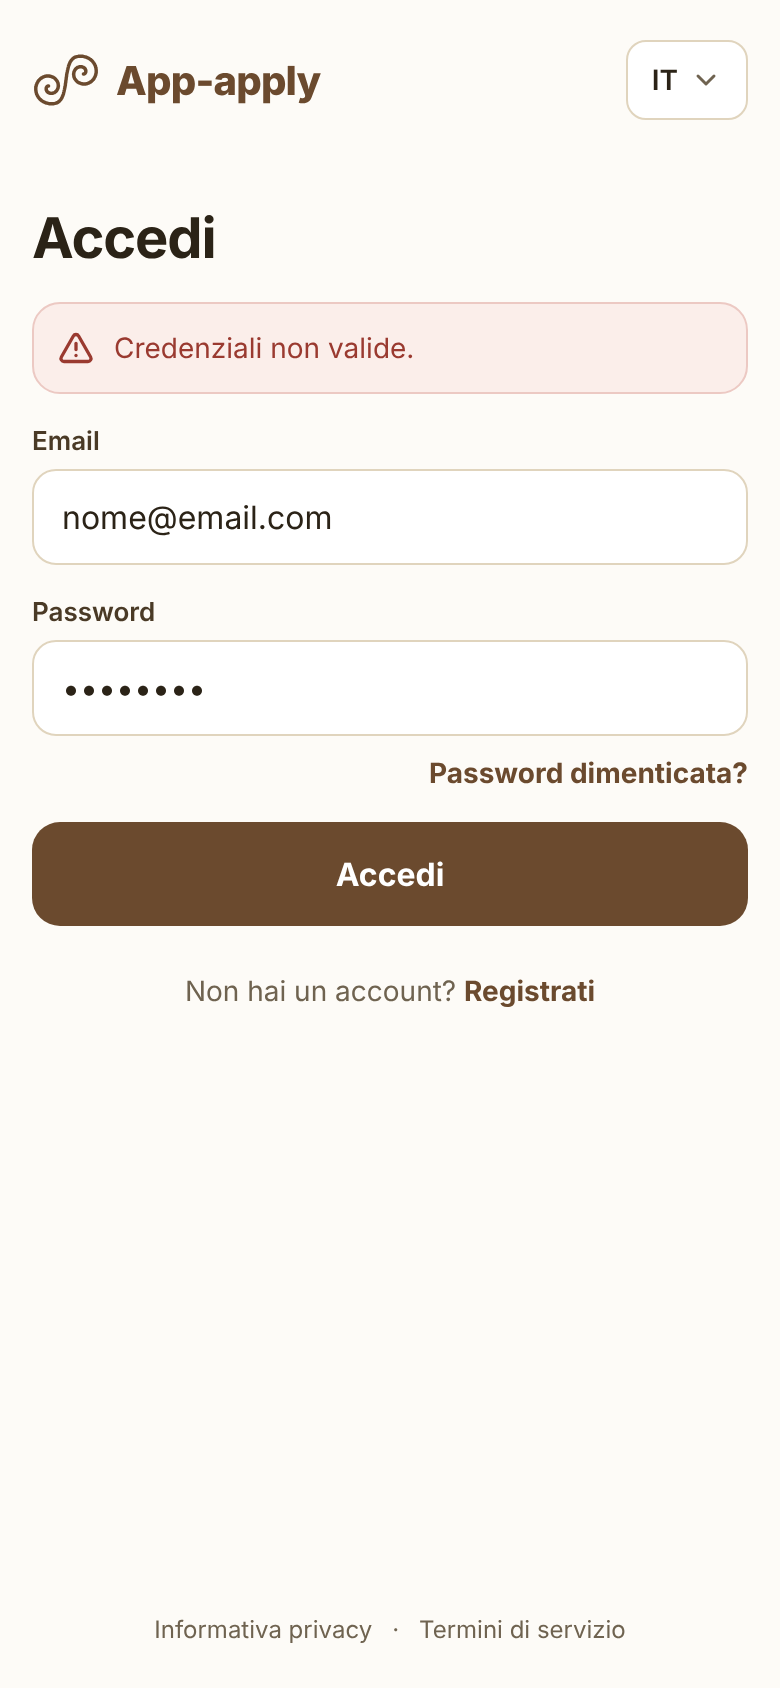 App-apply
IT
Accedi
Credenziali non valide.
Email
nome@email.com
Password
••••••••
Password dimenticata?
Accedi
Non hai un account? Registrati
Informativa privacy · Termini di servizio